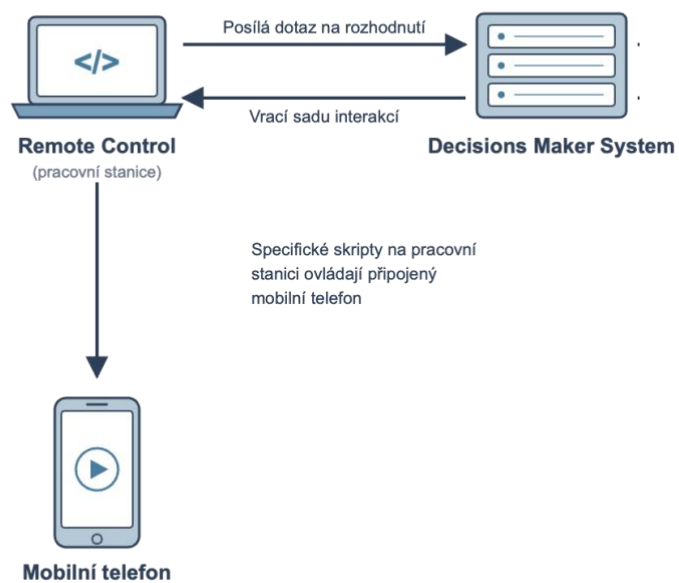 Posílá dotaz na rozhodnutí
</>
Vrací sadu interakcí
Remote Control
(pracovní stanice)
Decisions Maker System
Specifické skripty na pracovní
stanici ovládají připojený
mobilní telefon
Mobilní telefon